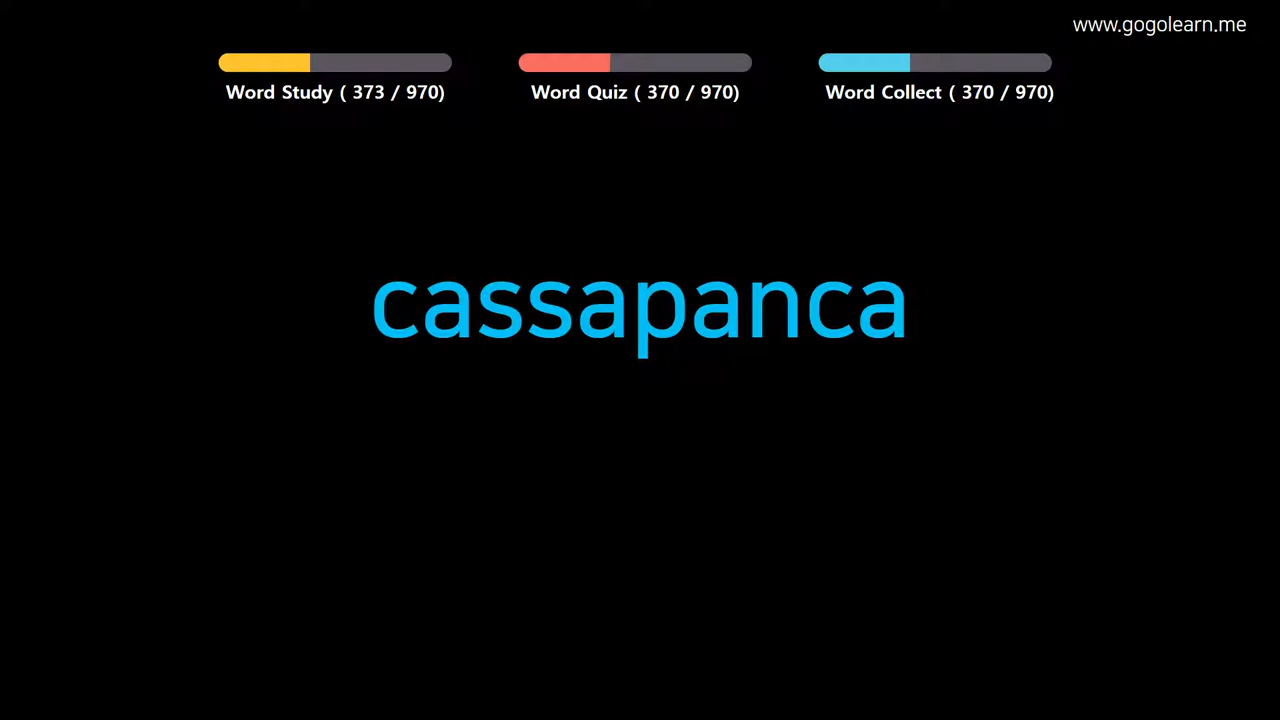 www.gogolearn.me
Word Study ( 373 / 970)
Word Quiz ( 370 / 970)
Word Collect ( 370 / 970)
cassapanca